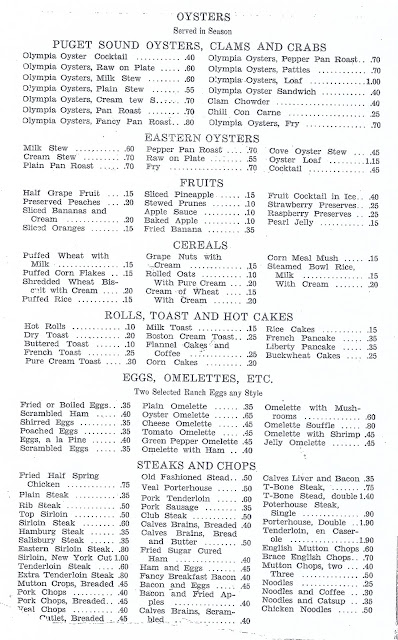 OYSTERS
Served in Season
PUGET SOUND OYSTERS, CLAMS AND CRABS
Olympia Oyster Cocktail .40
Olympia Oysters, Raw on Plate .60
Olympia Oysters, Milk Stew .60
Olympia Oysters, Plain Stew .55
Olympia Oysters, Cream tew S .70
Olympia Oysters, Pan Roast .70
Olympia Oysters, Fancy Pan Roast .80
Olympia Oysters, Pepper Pan Roast .70
Olympia Oysters, Patties .70
Olympia Oysters, Loaf 1.00
Olympia Oyster Sandwich .40
Clam Chowder .40
Chili Con Carne .25
Olympia Oysters, Fry .70
EASTERN OYSTERS
Milk Stew .60
Cream Stew .70
Plain Pan Roast .70
Pepper Pan Roast .70
Raw on Plate .55
Fry .70
Cove Oyster Stew .45
Oyster Loaf 1.15
Cocktail .45
FRUITS
Half Grape Fruit .15
Preserved Peaches .20
Sliced Bananas and
Cream .20
Sliced Oranges .15
Sliced Pineapple .15
Stewed Prunes .10
Apple Sauce .10
Baked Apple .10
Fried Banana .35
Fruit Cocktail in Ice .40
Strawberry Preserves .25
Raspberry Preserves .25
Pear Jelly .15
CEREALS
Puffed Wheat with
Milk .15
Puffed Corn Flakes .15
Shredded Wheat Bis-
cuit with Cream .20
Puffed Rice .15
Grape Nuts with
Cream .15
Rolled Oats .10
With Pure Cream .20
Cream of Wheat .15
With Cream .20
Corn Meal Mush .15
Steamed Bowl Rice,
Milk .15
With Cream .20
ROLLS, TOAST AND HOT CAKES
Hot Rolls .10
Dry Toast .20
Buttered Toast .10
French Toast .25
Pure Cream Toast .30
Milk Toast .15
Boston Cream Toast .25
Flannel Cakes and
Coffee .25
Corn Cakes .20
Rice Cakes .15
French Pancake .35
Liberty Pancake .35
Buckwheat Cakes .25
EGGS, OMELETTES, ETC.
Two Selected Ranch Eggs any Style
Fried or Boiled Eggs .35
Scrambled Ham .40
Shirred Eggs .35
Poached Eggs .35
Eggs, a la Pine .40
Scrambled Eggs .35
Plain Omelette .35
Oyster Omelette .65
Cheese Omelette .45
Tomato Omelette .45
Green Pepper Omelette .45
Omelette with Ham .40
Omelette with Mush-
rooms .60
Omelette Souffle .80
Omelette with Shrimp .45
Jelly Omelette .45
STEAKS AND CHOPS
Fried Half Spring
Chicken .75
Plain Steak .35
Rib Steak .50
Top Sirloin .50
Sirloin Steak .60
Hamburg Steak .35
Salisbury Steak .35
Eastern Sirloin Steak .80
Sirloin, New York Cut 1.00
Tenderloin Steak .60
Extra Tenderloin Steak .80
Mutton Chops, Breaded .45
Pork Chops .40
Pork Chops, Breaded .45
Veal Chops .40
Cutlet, Breaded .45
Old Fashioned Stead .50
Veal Porterhouse .50
Pork Tenderloin .60
Pork Sausage .35
Club Steak .50
Calves Brains, Breaded .40
Calves Brains, Bread
and Butter .50
Fried Sugar Cured
Ham .40
Ham and Eggs .45
Fancy Breakfast Bacon .40
Bacon and Eggs .45
Bacon and Fried Ap-
ples .40
Calves Brains, Scram-
bled .40
Calves Liver and Bacon .35
T-Bone Steak, .75
T-Bone Stead, double 1.40
Poterhouse Steak,
Single .90
Porterhouse, Double 1.90
Tenderloin, en Caser-
ole 1.90
English Mutton Chops .60
Brace English Chops .70
Mutton Chops, two .40
Three .50
Noodles .25
Noodles and Coffee .30
Noodles and Catsup .35
Chicken Noodles .50